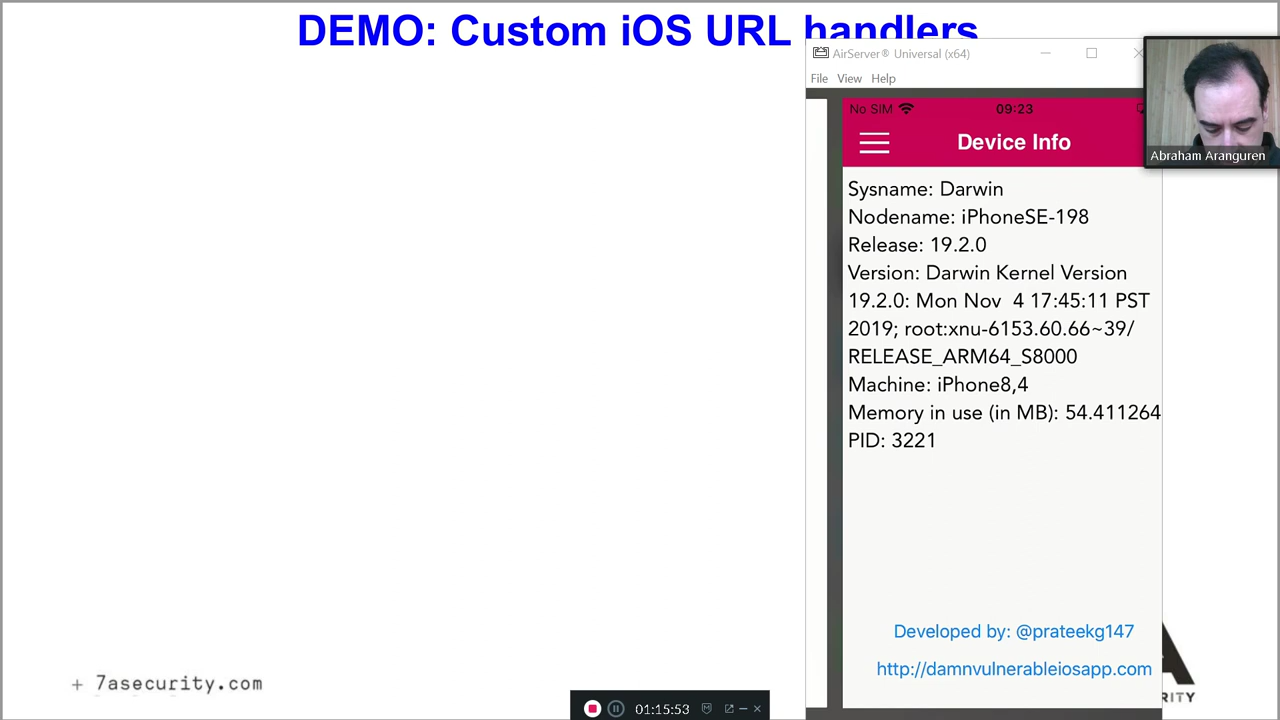 DEMO: Custom iOS URL handlers
AirServer® Universal (x64)
File View Help
No SIM 09:23
Device Info
Abraham Aranguren
Sysname: Darwin
Nodename: iPhoneSE-198
Release: 19.2.0
Version: Darwin Kernel Version
19.2.0: Mon Nov 4 17:45:11 PST
2019; root:xnu-6153.60.66~39/
RELEASE_ARM64_S8000
Machine: iPhone8,4
Memory in use (in MB): 54.411264
PID: 3221
Developed by: @prateekg147
http://damnvulnerableiosapp.com
+ 7asecurity.com
01:15:53